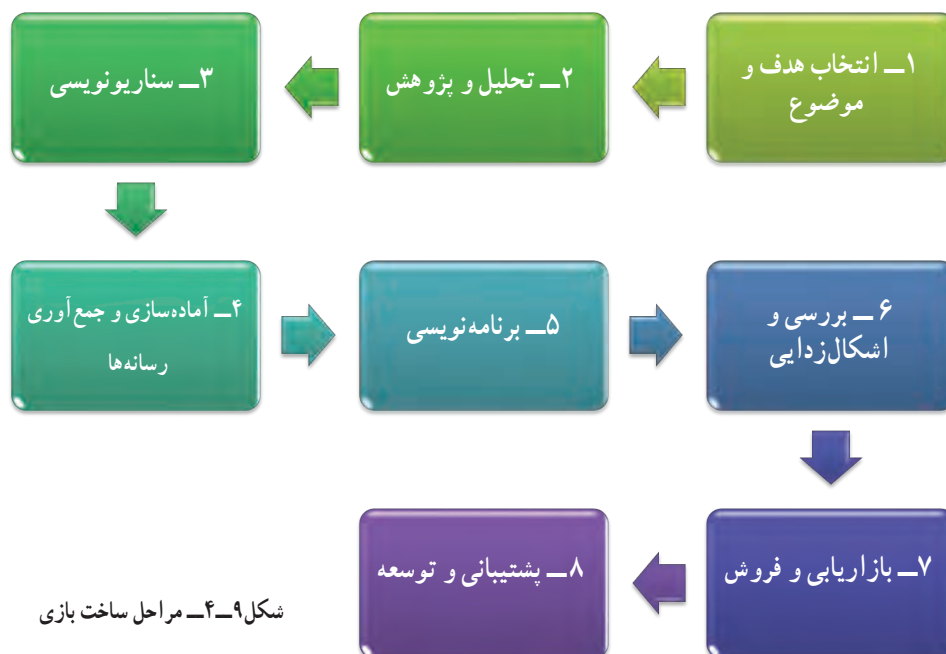 ۱ــ انتخاب هدف و
موضوع
۲ــ تحلیل و پژوهش
۳ــ سناریونویسی
۴ــ آماده‌سازی و جمع‌آوری
رسانه‌ها
۵ــ برنامه‌نویسی
۶ ــ بررسی و
اشکال‌زدایی
۷ــ بازاریابی و فروش
۸ــ پشتیبانی و توسعه
شکل۹ــ۴ــ مراحل ساخت بازی